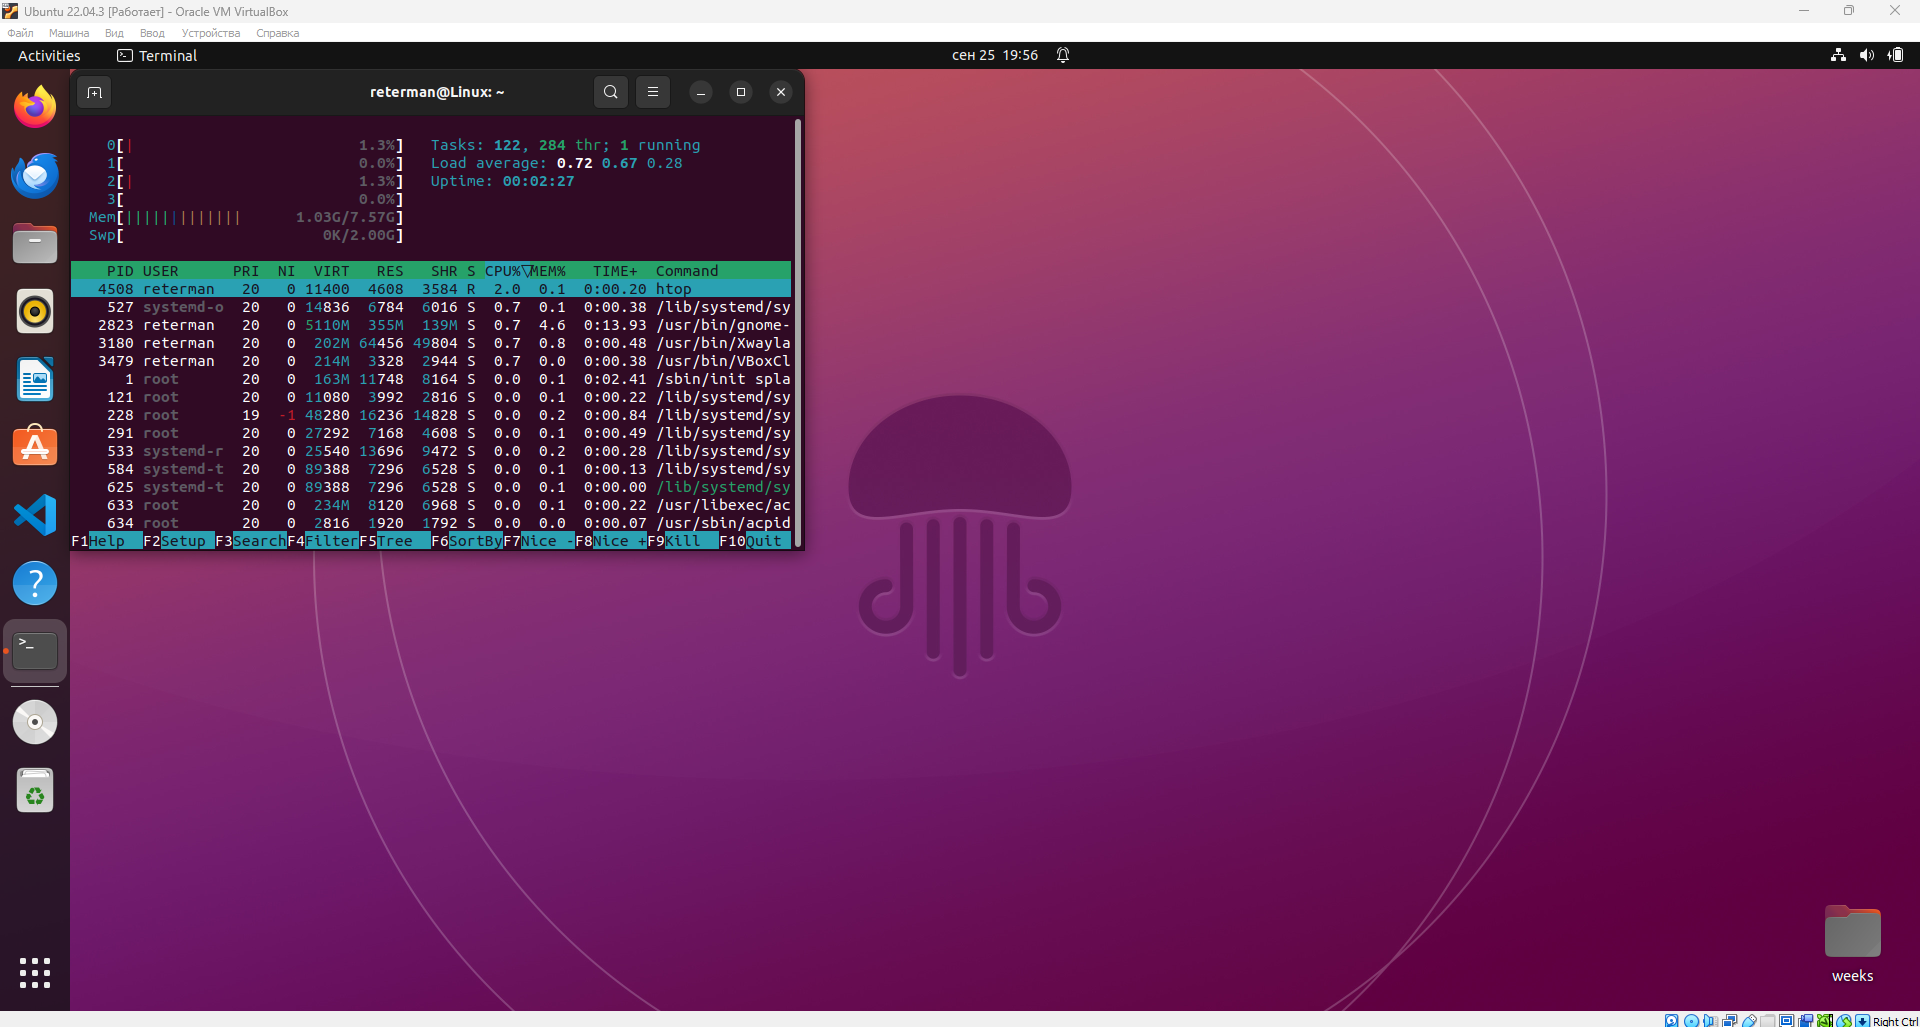 Ubuntu 22.04.3 [Работает] - Oracle VM VirtualBox
Файл Машина Вид Ввод Устройства Справка
Activities Terminal сен 25 19:56
reterman@Linux: ~
0[| 1.3%] Tasks: 122, 284 thr; 1 running
1[ 0.0%] Load average: 0.72 0.67 0.28
2[| 1.3%] Uptime: 00:02:27
3[ 0.0%]
Mem[||||||||||||| 1.03G/7.57G]
Swp[ 0K/2.00G]
PID USER PRI NI VIRT RES SHR S CPU%▽MEM% TIME+ Command
4508 reterman 20 0 11400 4608 3584 R 2.0 0.1 0:00.20 htop
527 systemd-o 20 0 14836 6784 6016 S 0.7 0.1 0:00.38 /lib/systemd/sy
2823 reterman 20 0 5110M 355M 139M S 0.7 4.6 0:13.93 /usr/bin/gnome-
3180 reterman 20 0 202M 64456 49804 S 0.7 0.8 0:00.48 /usr/bin/Xwayla
3479 reterman 20 0 214M 3328 2944 S 0.7 0.0 0:00.38 /usr/bin/VBoxCl
1 root 20 0 163M 11748 8164 S 0.0 0.1 0:02.41 /sbin/init spla
121 root 20 0 11080 3992 2816 S 0.0 0.1 0:00.22 /lib/systemd/sy
228 root 19 -1 48280 16236 14828 S 0.0 0.2 0:00.84 /lib/systemd/sy
291 root 20 0 27292 7168 4608 S 0.0 0.1 0:00.49 /lib/systemd/sy
533 systemd-r 20 0 25540 13696 9472 S 0.0 0.2 0:00.28 /lib/systemd/sy
584 systemd-t 20 0 89388 7296 6528 S 0.0 0.1 0:00.13 /lib/systemd/sy
625 systemd-t 20 0 89388 7296 6528 S 0.0 0.1 0:00.00 /lib/systemd/sy
633 root 20 0 234M 8120 6968 S 0.0 0.1 0:00.22 /usr/libexec/ac
634 root 20 0 2816 1920 1792 S 0.0 0.0 0:00.07 /usr/sbin/acpid
F1Help F2Setup F3SearchF4FilterF5Tree F6SortByF7Nice -F8Nice +F9Kill F10Quit
weeks
Right Ctrl